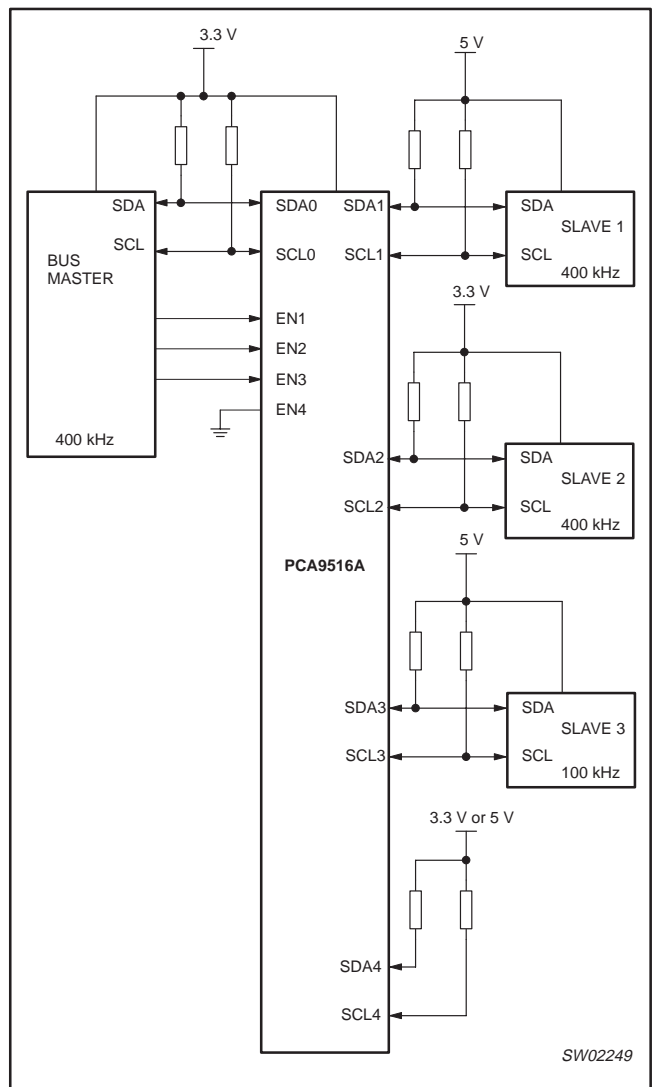 3.3 V
5 V
SDA
SCL
BUS
MASTER
400 kHz
SDA0
SCL0
EN1
EN2
EN3
EN4
PCA9516A
SDA1
SCL1
SDA
SLAVE 1
SCL
400 kHz
3.3 V
SDA2
SCL2
SDA
SLAVE 2
SCL
400 kHz
5 V
SDA3
SCL3
SDA
SLAVE 3
SCL
100 kHz
3.3 V or 5 V
SDA4
SCL4
SW02249